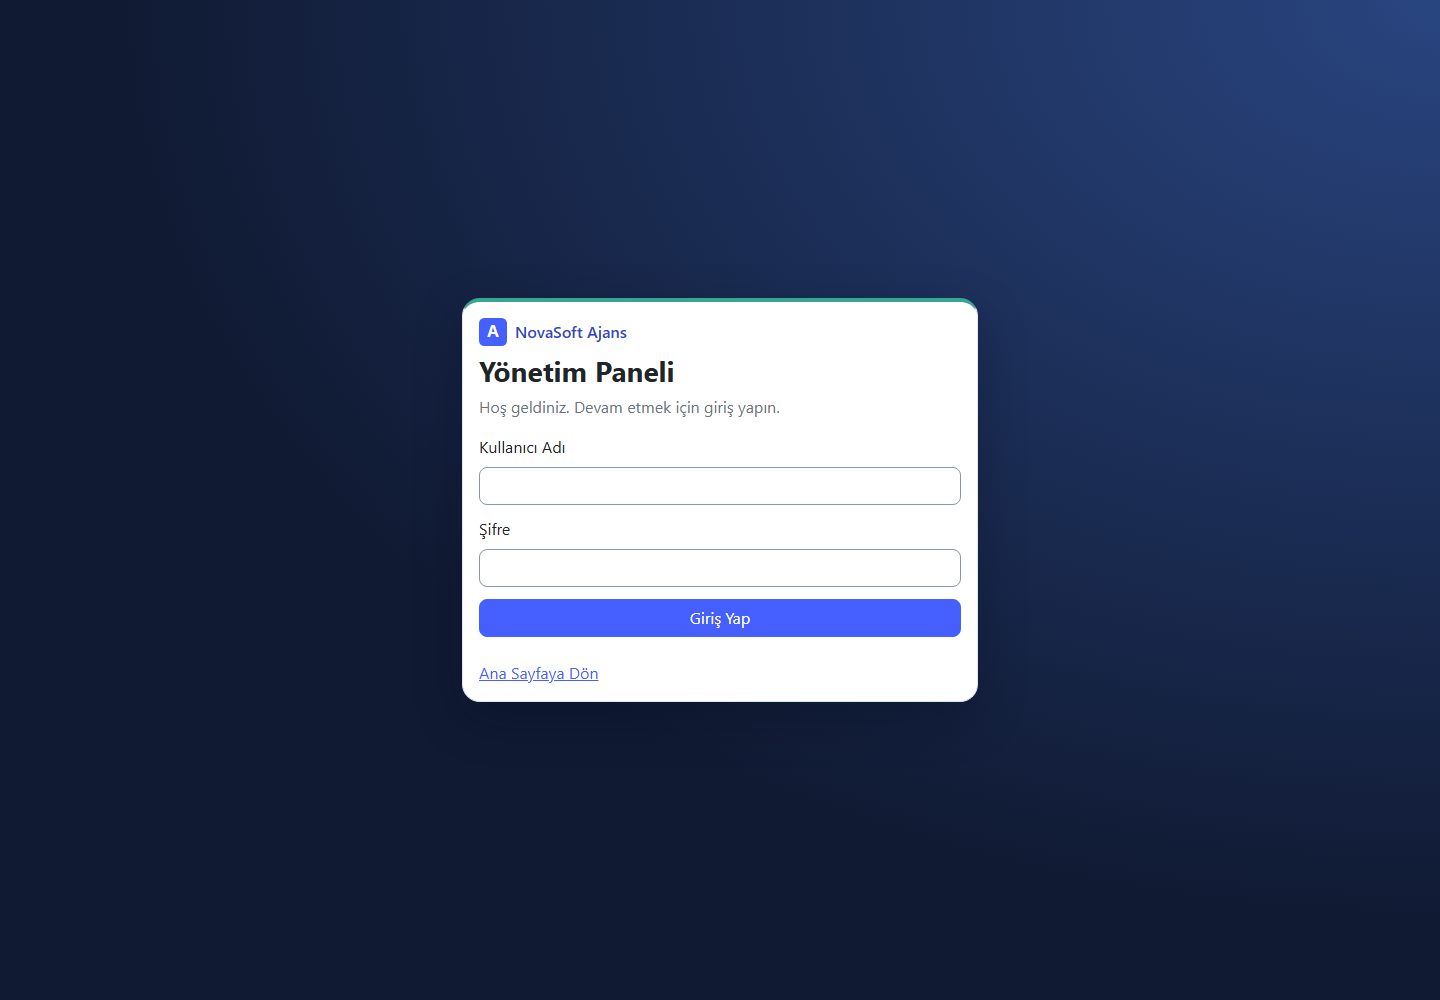 A NovaSoft Ajans
Yönetim Paneli
Hoş geldiniz. Devam etmek için giriş yapın.
Kullanıcı Adı
Şifre
Giriş Yap
Ana Sayfaya Dön